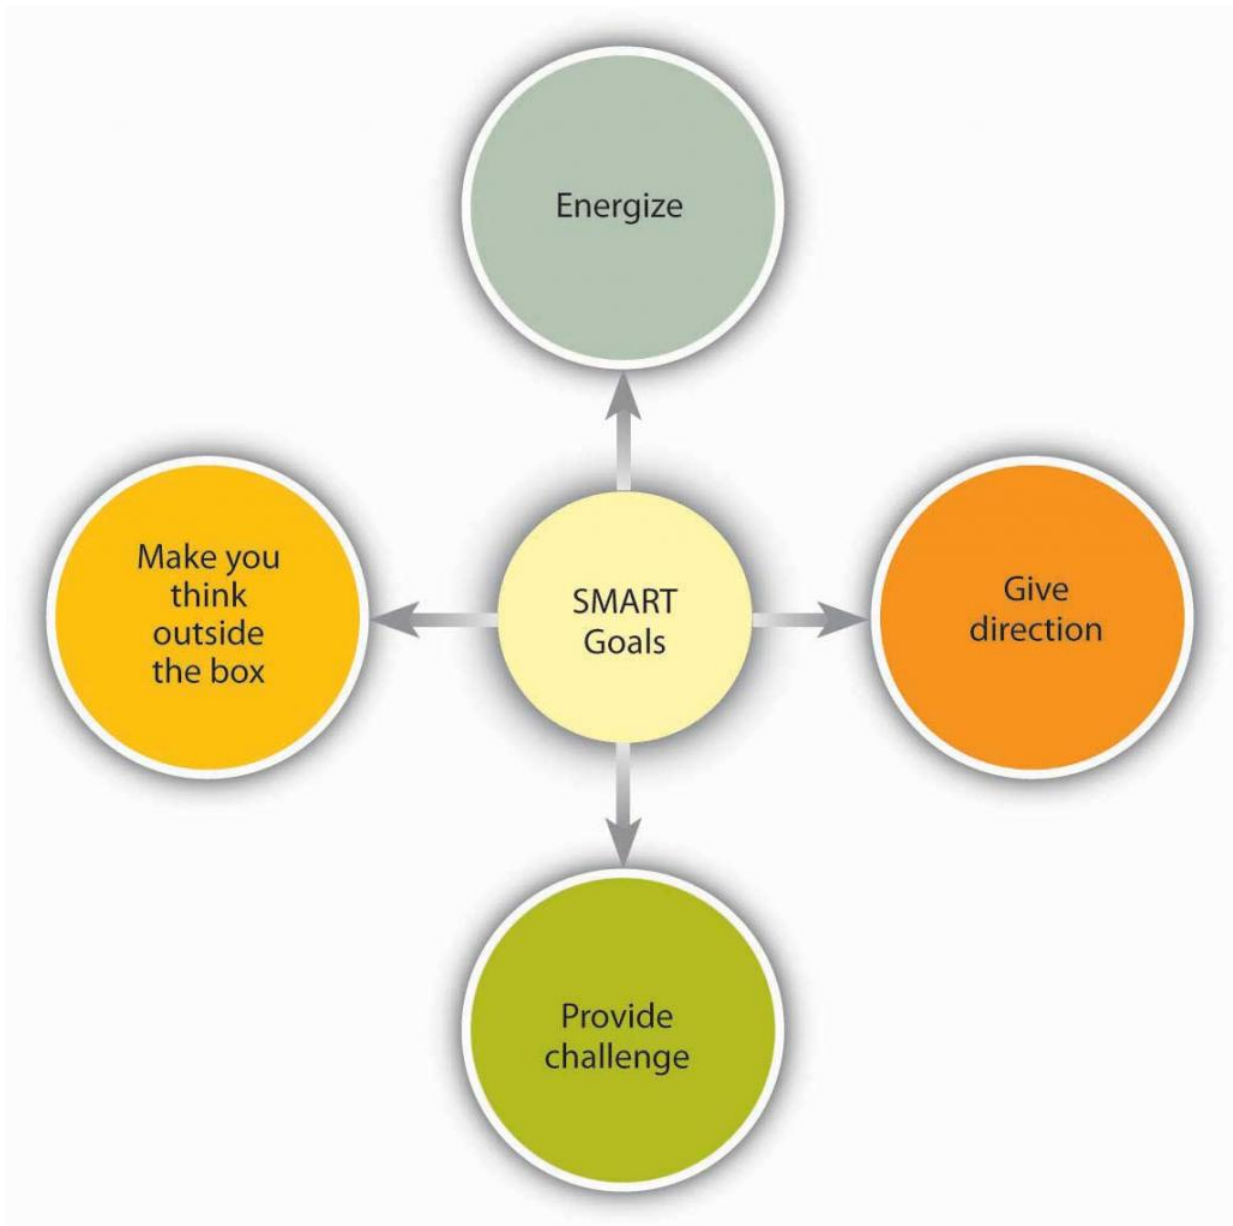 Energize
Make you
think
outside
the box
SMART
Goals
Give
direction
Provide
challenge